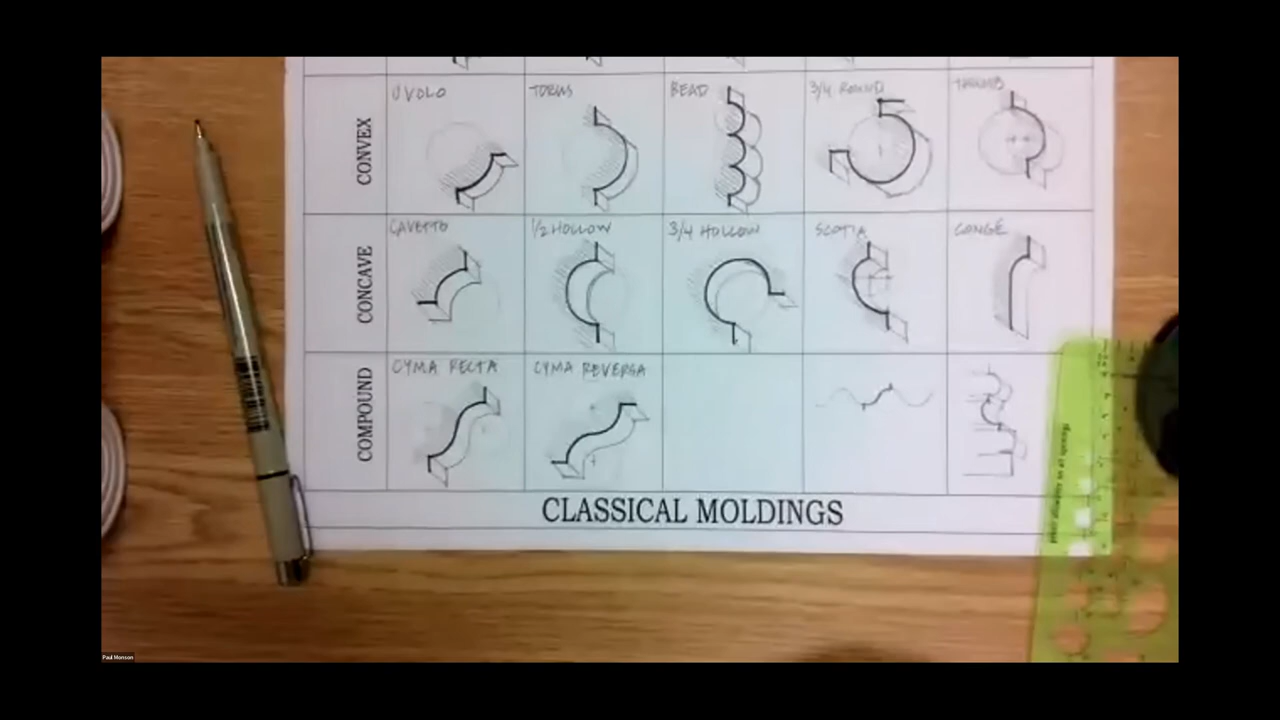 CONVEX
OVOLO
TORUS
BEAD
3/4 ROUND
THUMB
CONCAVE
CAVETTO
1/2 HOLLOW
3/4 HOLLOW
SCOTIA
CONGÉ
COMPOUND
CYMA RECTA
CYMA REVERSA
CLASSICAL MOLDINGS
Paul Monson